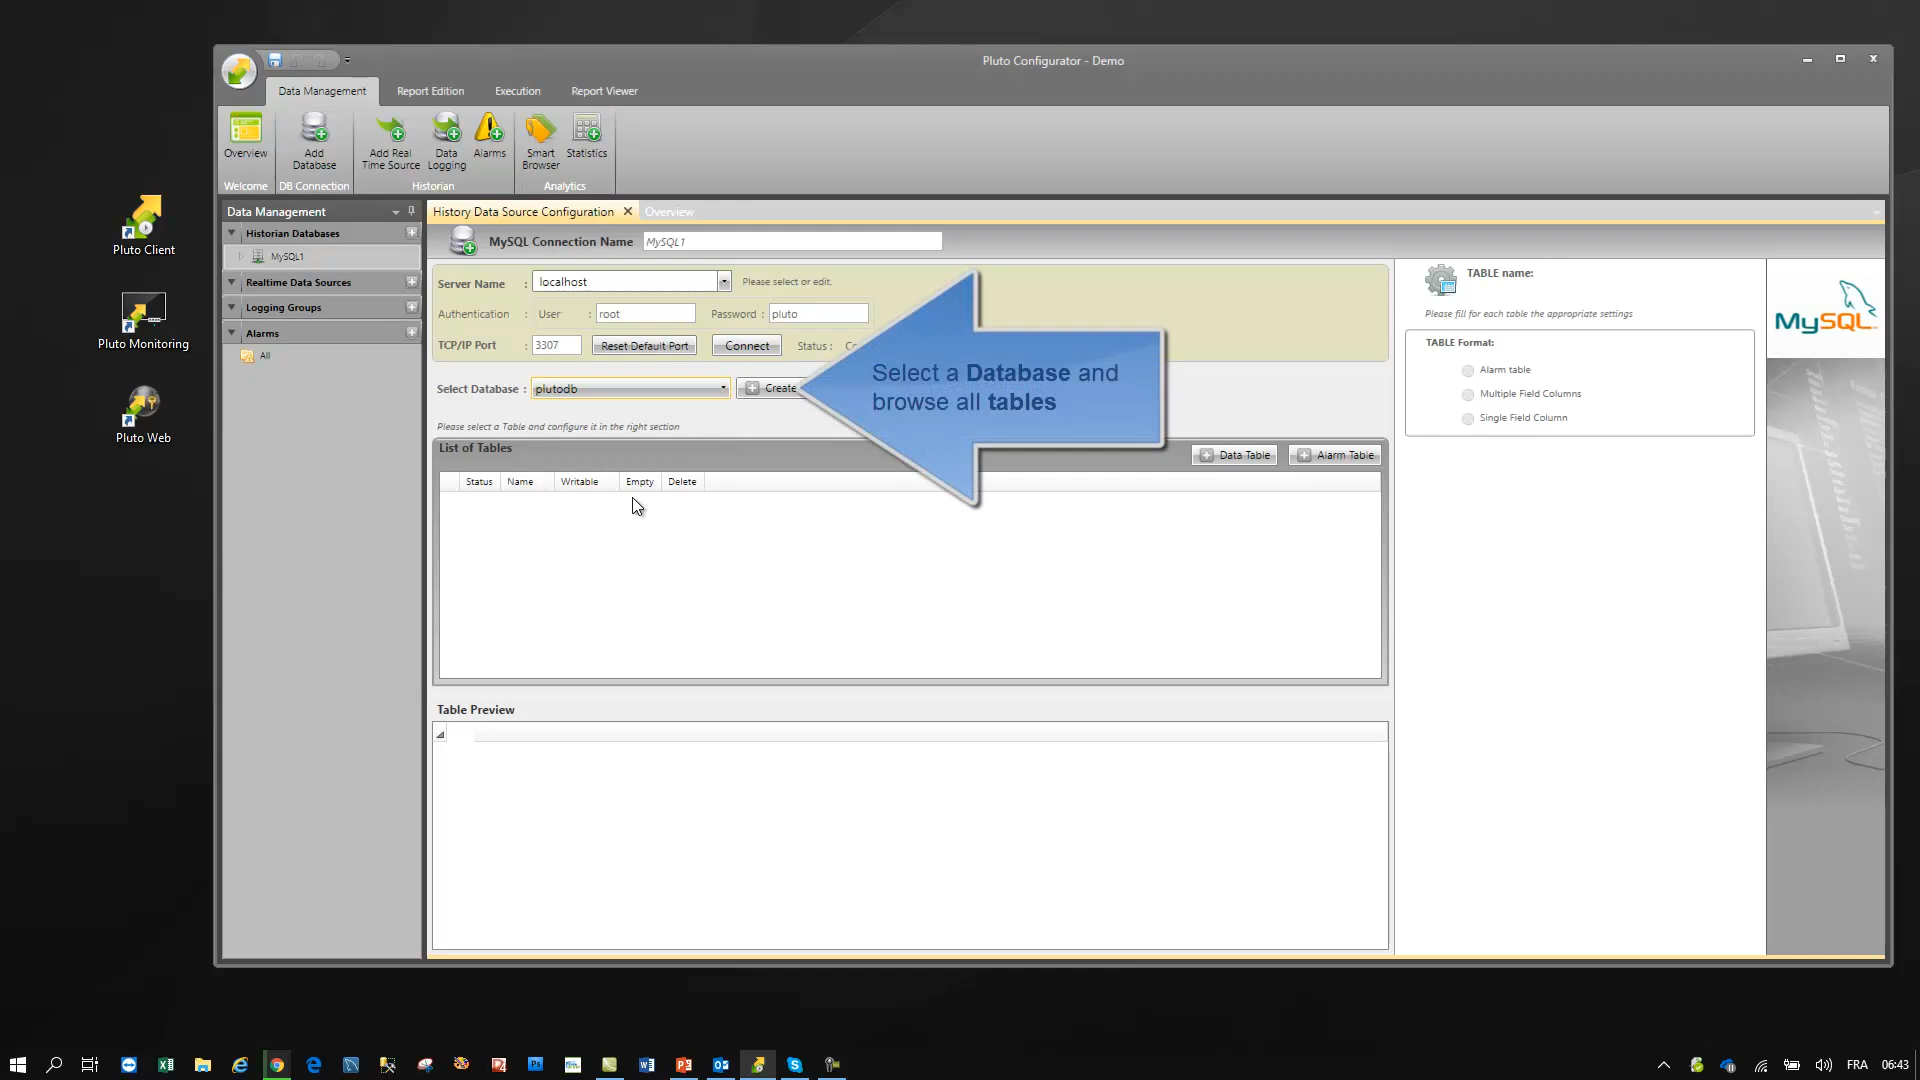 Pluto Configurator - Demo
Data Management
Report Edition
Execution
Report Viewer
Overview
Add Database
Add Real Time Source
Data Logging
Alarms
Smart Browser
Statistics
Welcome
DB Connection
Historian
Analytics
Pluto Client
Pluto Monitoring
Pluto Web
Data Management
Historian Databases
MySQL1
Realtime Data Sources
Logging Groups
Alarms
All
History Data Source Configuration
Overview
MySQL Connection Name
MySQL1
Server Name :
localhost
Please select or edit.
Authentication :
User :
root
Password :
pluto
TCP/IP Port :
3307
Reset Default Port
Connect
Status :
Select Database :
plutodb
Create
Select a Database and
browse all tables
Please select a Table and configure it in the right section
List of Tables
Data Table
Alarm Table
Status
Name
Writable
Empty
Delete
Table Preview
TABLE name:
Please fill for each table the appropriate settings
TABLE Format:
Alarm table
Multiple Field Columns
Single Field Column
MySQL
FRA
06:43